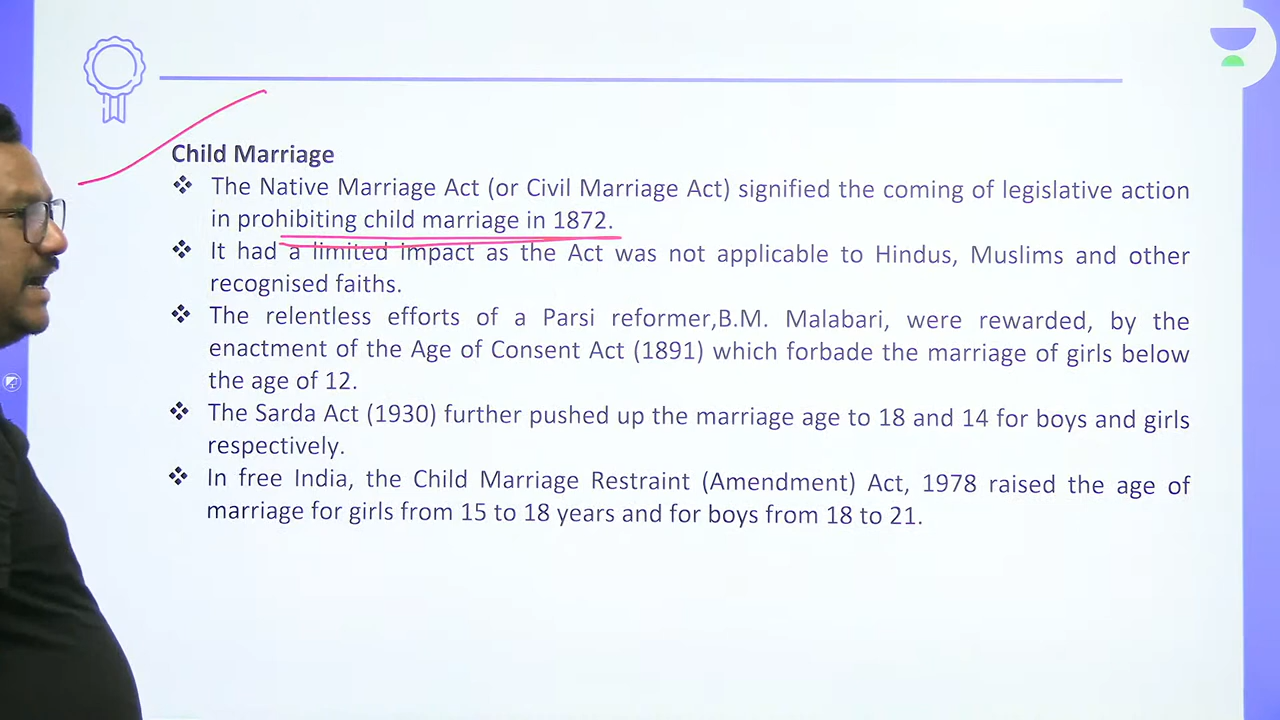 Child Marriage
❖ The Native Marriage Act (or Civil Marriage Act) signified the coming of legislative action
in prohibiting child marriage in 1872.
❖ It had a limited impact as the Act was not applicable to Hindus, Muslims and other
recognised faiths.
❖ The relentless efforts of a Parsi reformer,B.M. Malabari, were rewarded, by the
enactment of the Age of Consent Act (1891) which forbade the marriage of girls below
the age of 12.
❖ The Sarda Act (1930) further pushed up the marriage age to 18 and 14 for boys and girls
respectively.
❖ In free India, the Child Marriage Restraint (Amendment) Act, 1978 raised the age of
marriage for girls from 15 to 18 years and for boys from 18 to 21.